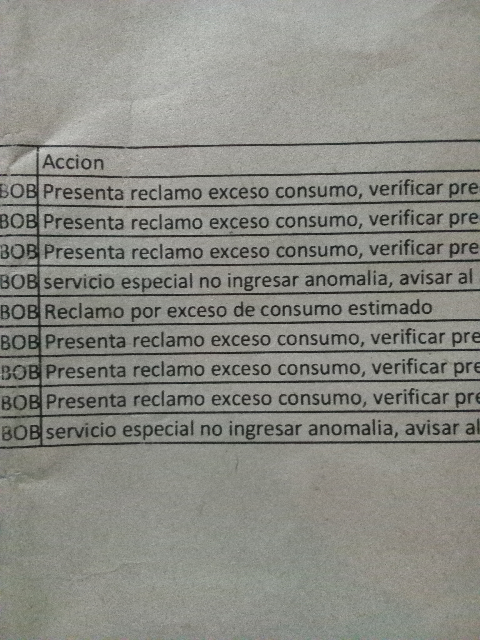 Accion
BOB Presenta reclamo exceso consumo, verificar pre
BOB Presenta reclamo exceso consumo, verificar pre
BOB Presenta reclamo exceso consumo, verificar pre
BOB servicio especial no ingresar anomalia, avisar al
BOB Reclamo por exceso de consumo estimado
BOB Presenta reclamo exceso consumo, verificar pre
BOB Presenta reclamo exceso consumo, verificar pre
BOB Presenta reclamo exceso consumo, verificar pre
BOB servicio especial no ingresar anomalia, avisar al